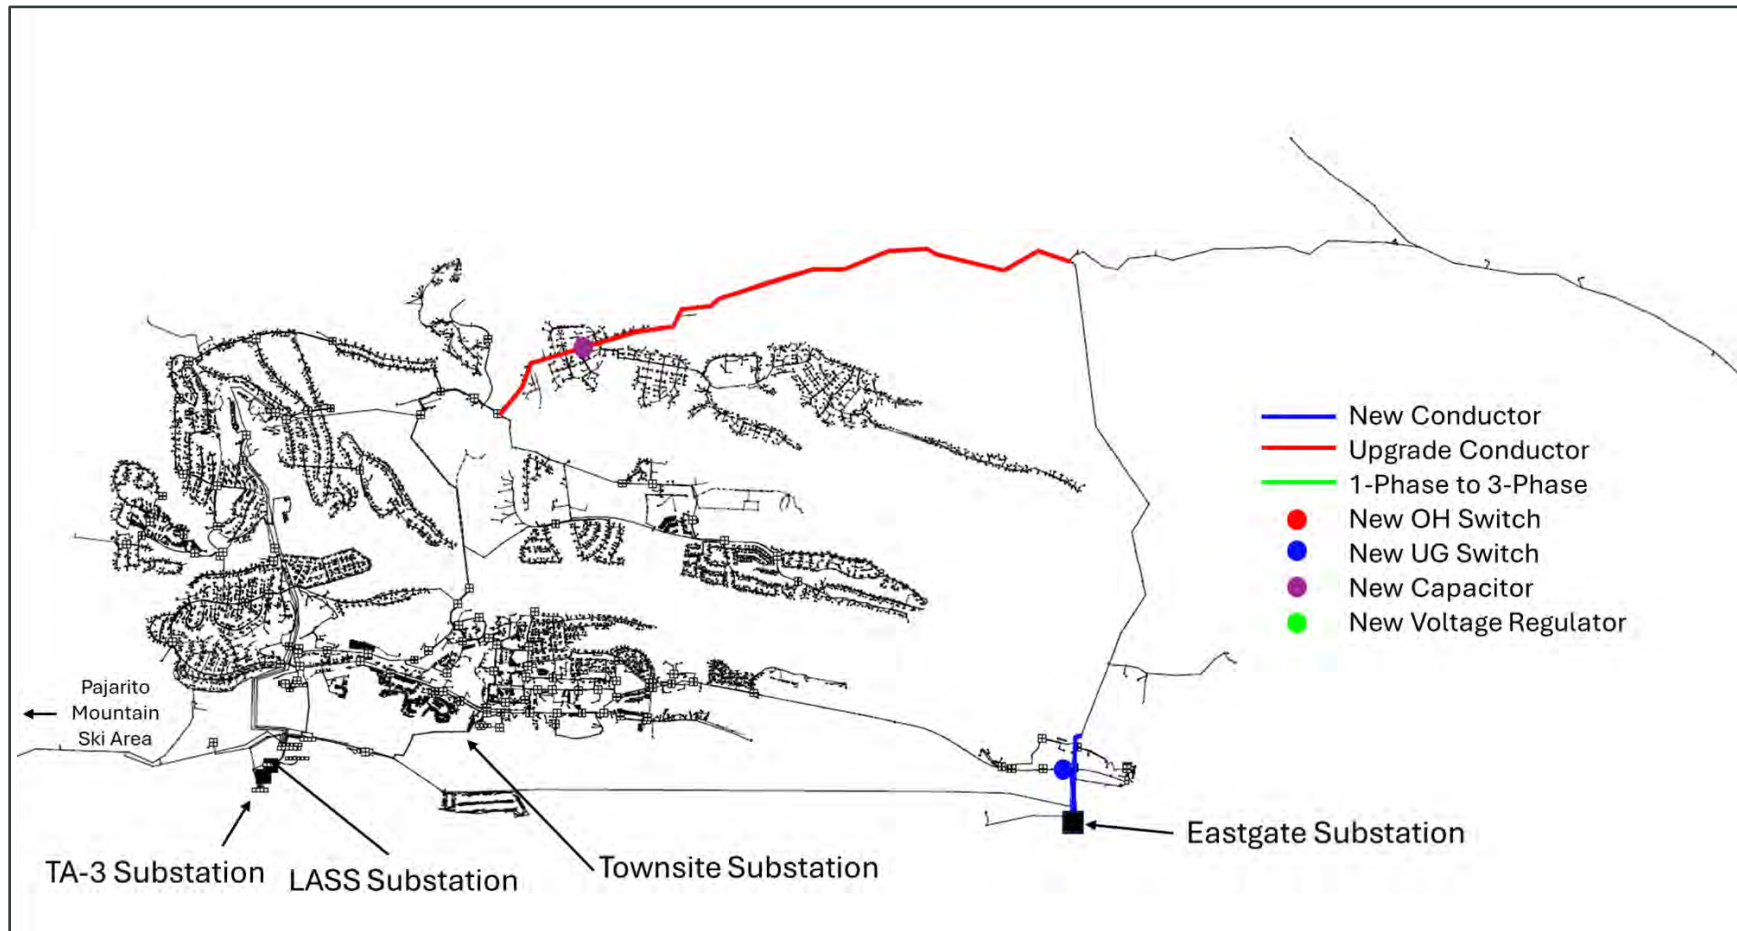 New Conductor
Upgrade Conductor
1-Phase to 3-Phase
New OH Switch
New UG Switch
New Capacitor
New Voltage Regulator
Pajarito
Mountain
Ski Area
Eastgate Substation
TA-3 Substation
LASS Substation
Townsite Substation